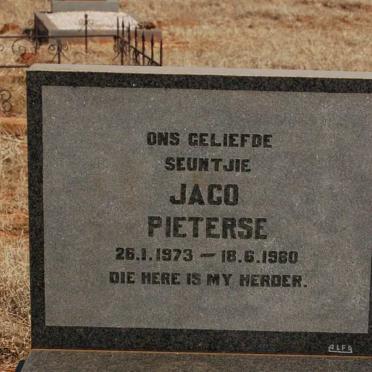 ONS GELIEFDE
SEUNTJIE
JACO
PIETERSE
26.1.1973 — 18.6.1980
DIE HERE IS MY HERDER.